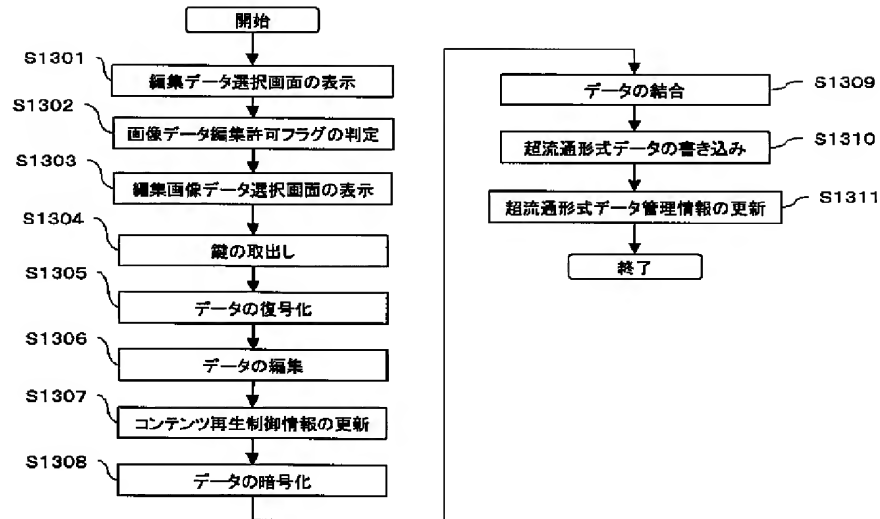 開始
S1301
編集データ選択画面の表示
S1302
画像データ編集許可フラグの判定
S1303
編集画像データ選択画面の表示
S1304
鍵の取出し
S1305
データの復号化
S1306
データの編集
S1307
コンテンツ再生制御情報の更新
S1308
データの暗号化
データの結合
S1309
超流通形式データの書き込み
S1310
超流通形式データ管理情報の更新
S1311
終了